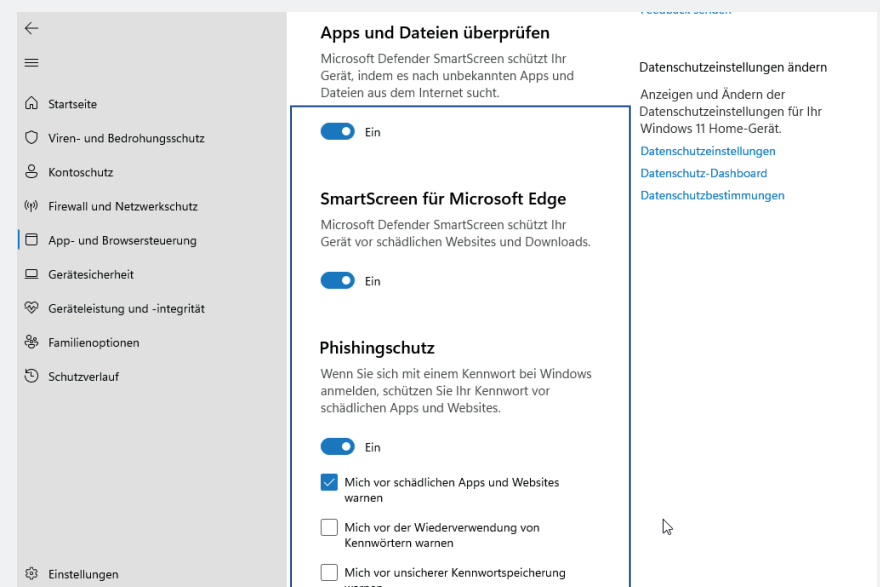 Startseite
Viren- und Bedrohungsschutz
Kontoschutz
Firewall und Netzwerkschutz
App- und Browsersteuerung
Gerätesicherheit
Geräteleistung und -integrität
Familienoptionen
Schutzverlauf
Einstellungen
Apps und Dateien überprüfen
Microsoft Defender SmartScreen schützt Ihr
Gerät, indem es nach unbekannten Apps und
Dateien aus dem Internet sucht.
Ein
SmartScreen für Microsoft Edge
Microsoft Defender SmartScreen schützt Ihr
Gerät vor schädlichen Websites und Downloads.
Ein
Phishingschutz
Wenn Sie sich mit einem Kennwort bei Windows
anmelden, schützen Sie Ihr Kennwort vor
schädlichen Apps und Websites.
Ein
Mich vor schädlichen Apps und Websites
warnen
Mich vor der Wiederverwendung von
Kennwörtern warnen
Mich vor unsicherer Kennwortspeicherung
warnen
Feedback senden
Datenschutzeinstellungen ändern
Anzeigen und Ändern der
Datenschutzeinstellungen für Ihr
Windows 11 Home-Gerät.
Datenschutzeinstellungen
Datenschutz-Dashboard
Datenschutzbestimmungen